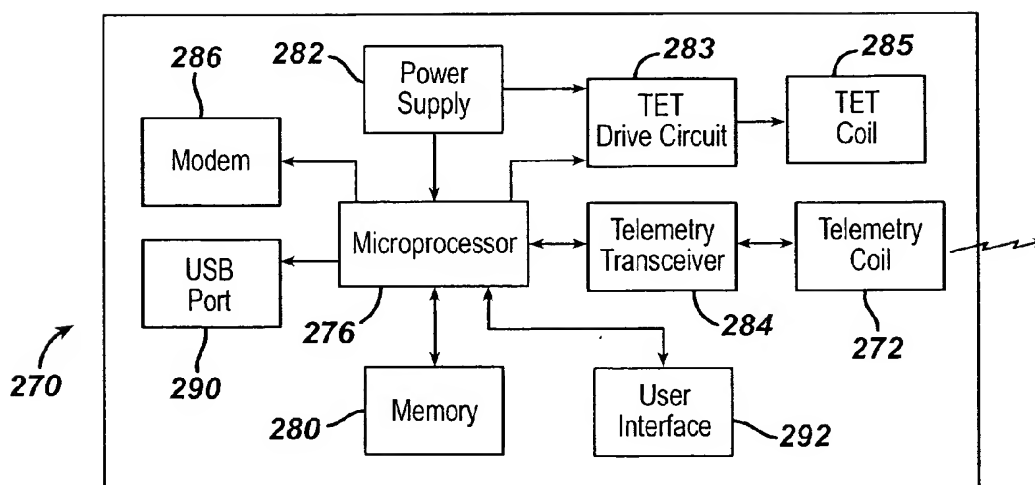 286
282
Power
Supply
283
TET
Drive Circuit
285
TET
Coil
Modem
Microprocessor
Telemetry
Transceiver
Telemetry
Coil
USB
Port
276
284
272
270
290
280
Memory
User
Interface
292